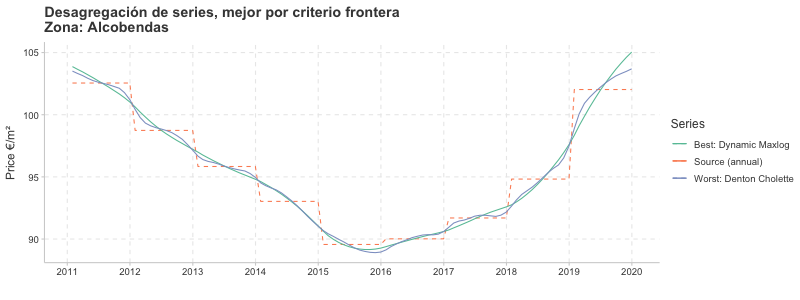 Desagregación de series, mejor por criterio frontera
Zona: Alcobendas
105
100
95
90
Price €/m²
2011 2012 2013 2014 2015 2016 2017 2018 2019 2020
Series
Best: Dynamic Maxlog
Source (annual)
Worst: Denton Cholette